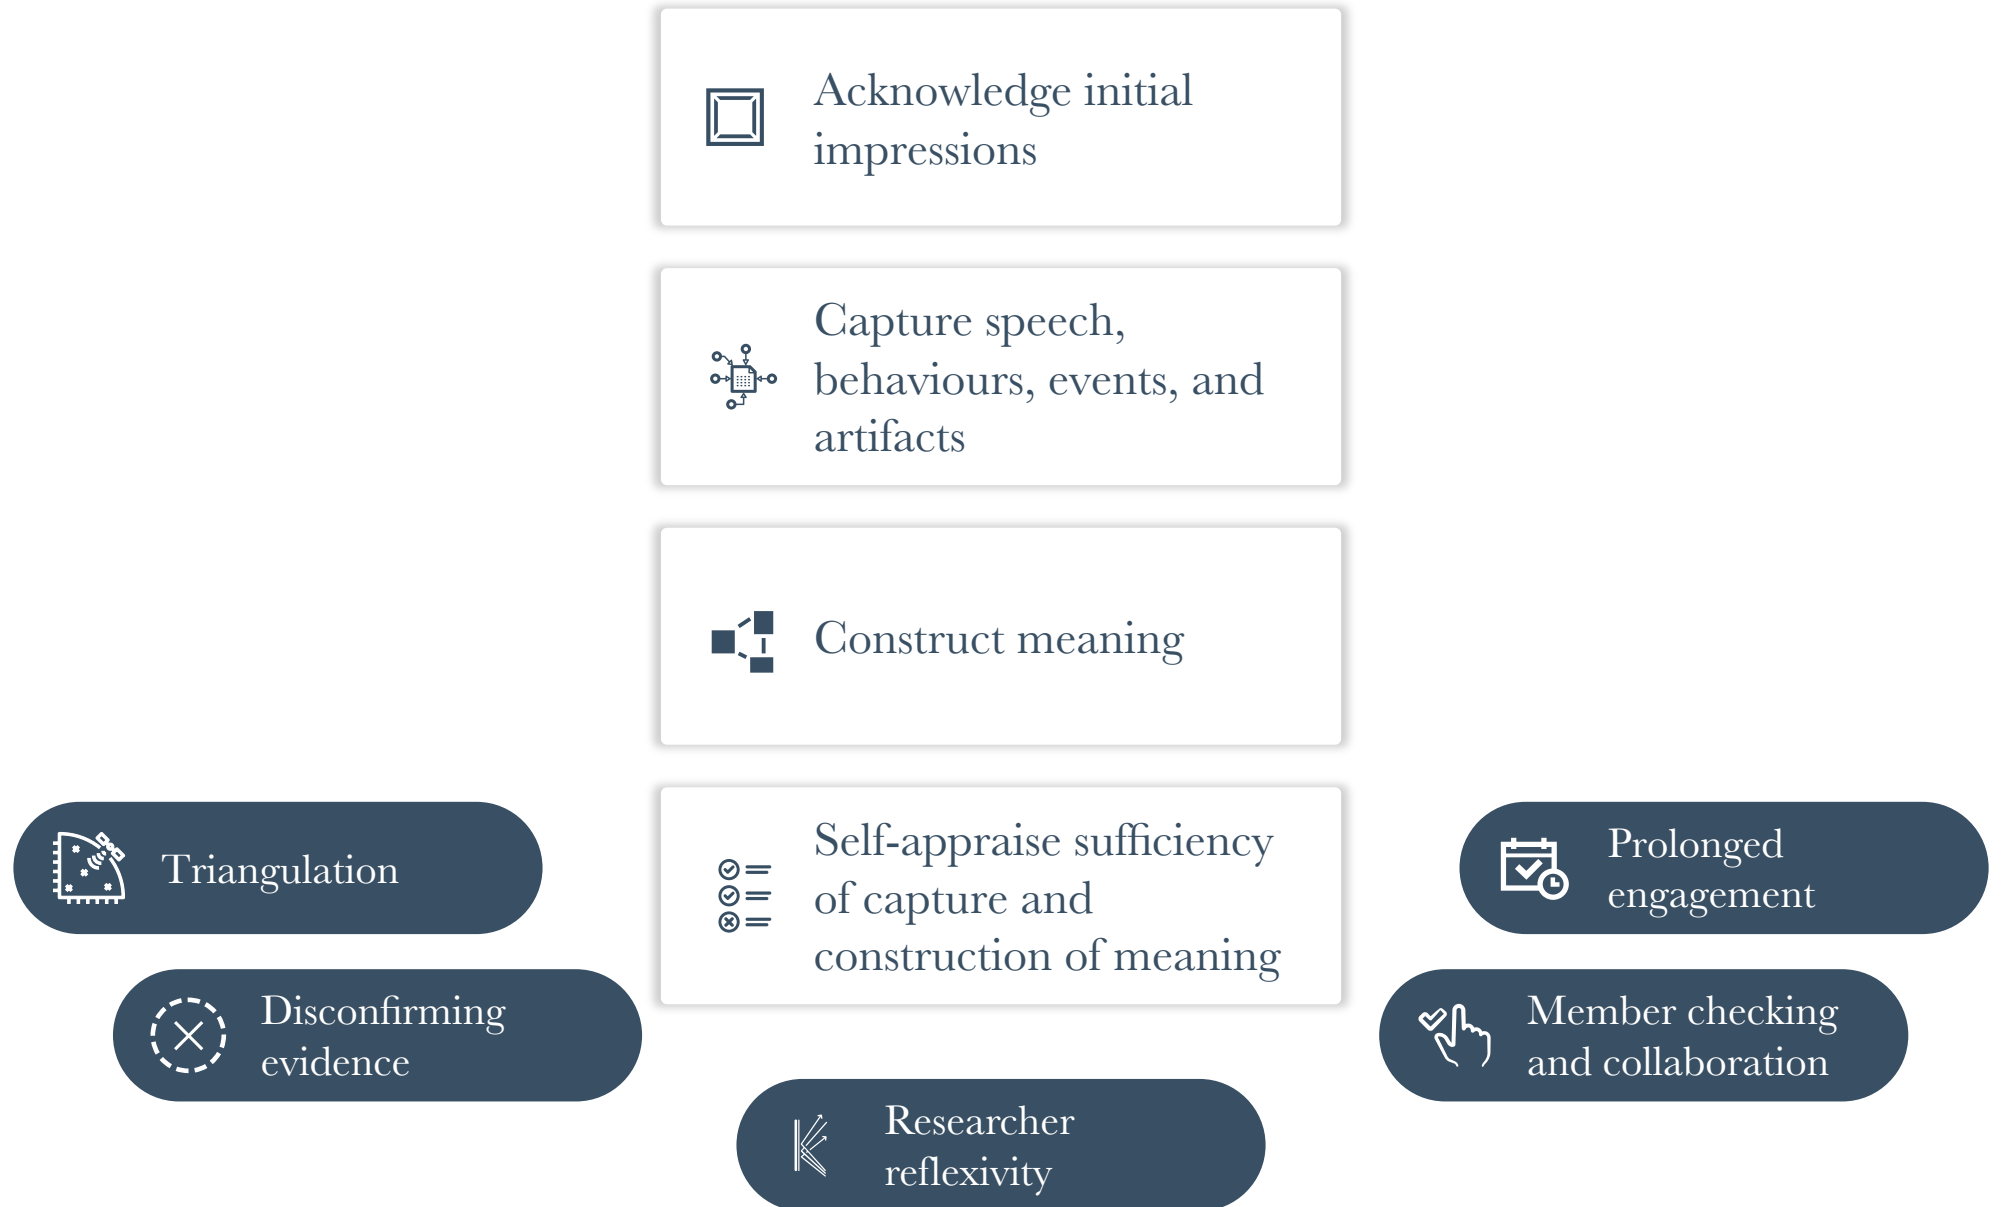 Acknowledge initial
impressions
Capture speech,
behaviours, events, and
artifacts
Construct meaning
Self-appraise sufficiency
of capture and
construction of meaning
Triangulation
Disconfirming
evidence
Researcher
reflexivity
Prolonged
engagement
Member checking
and collaboration